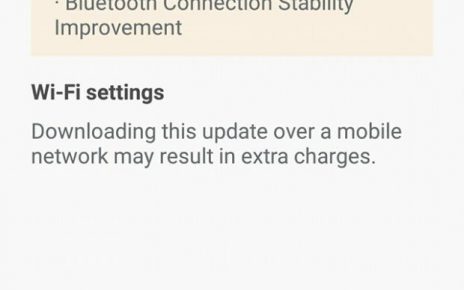 · Bluetooth Connection Stability
Improvement
Wi-Fi settings
Downloading this update over a mobile
network may result in extra charges.